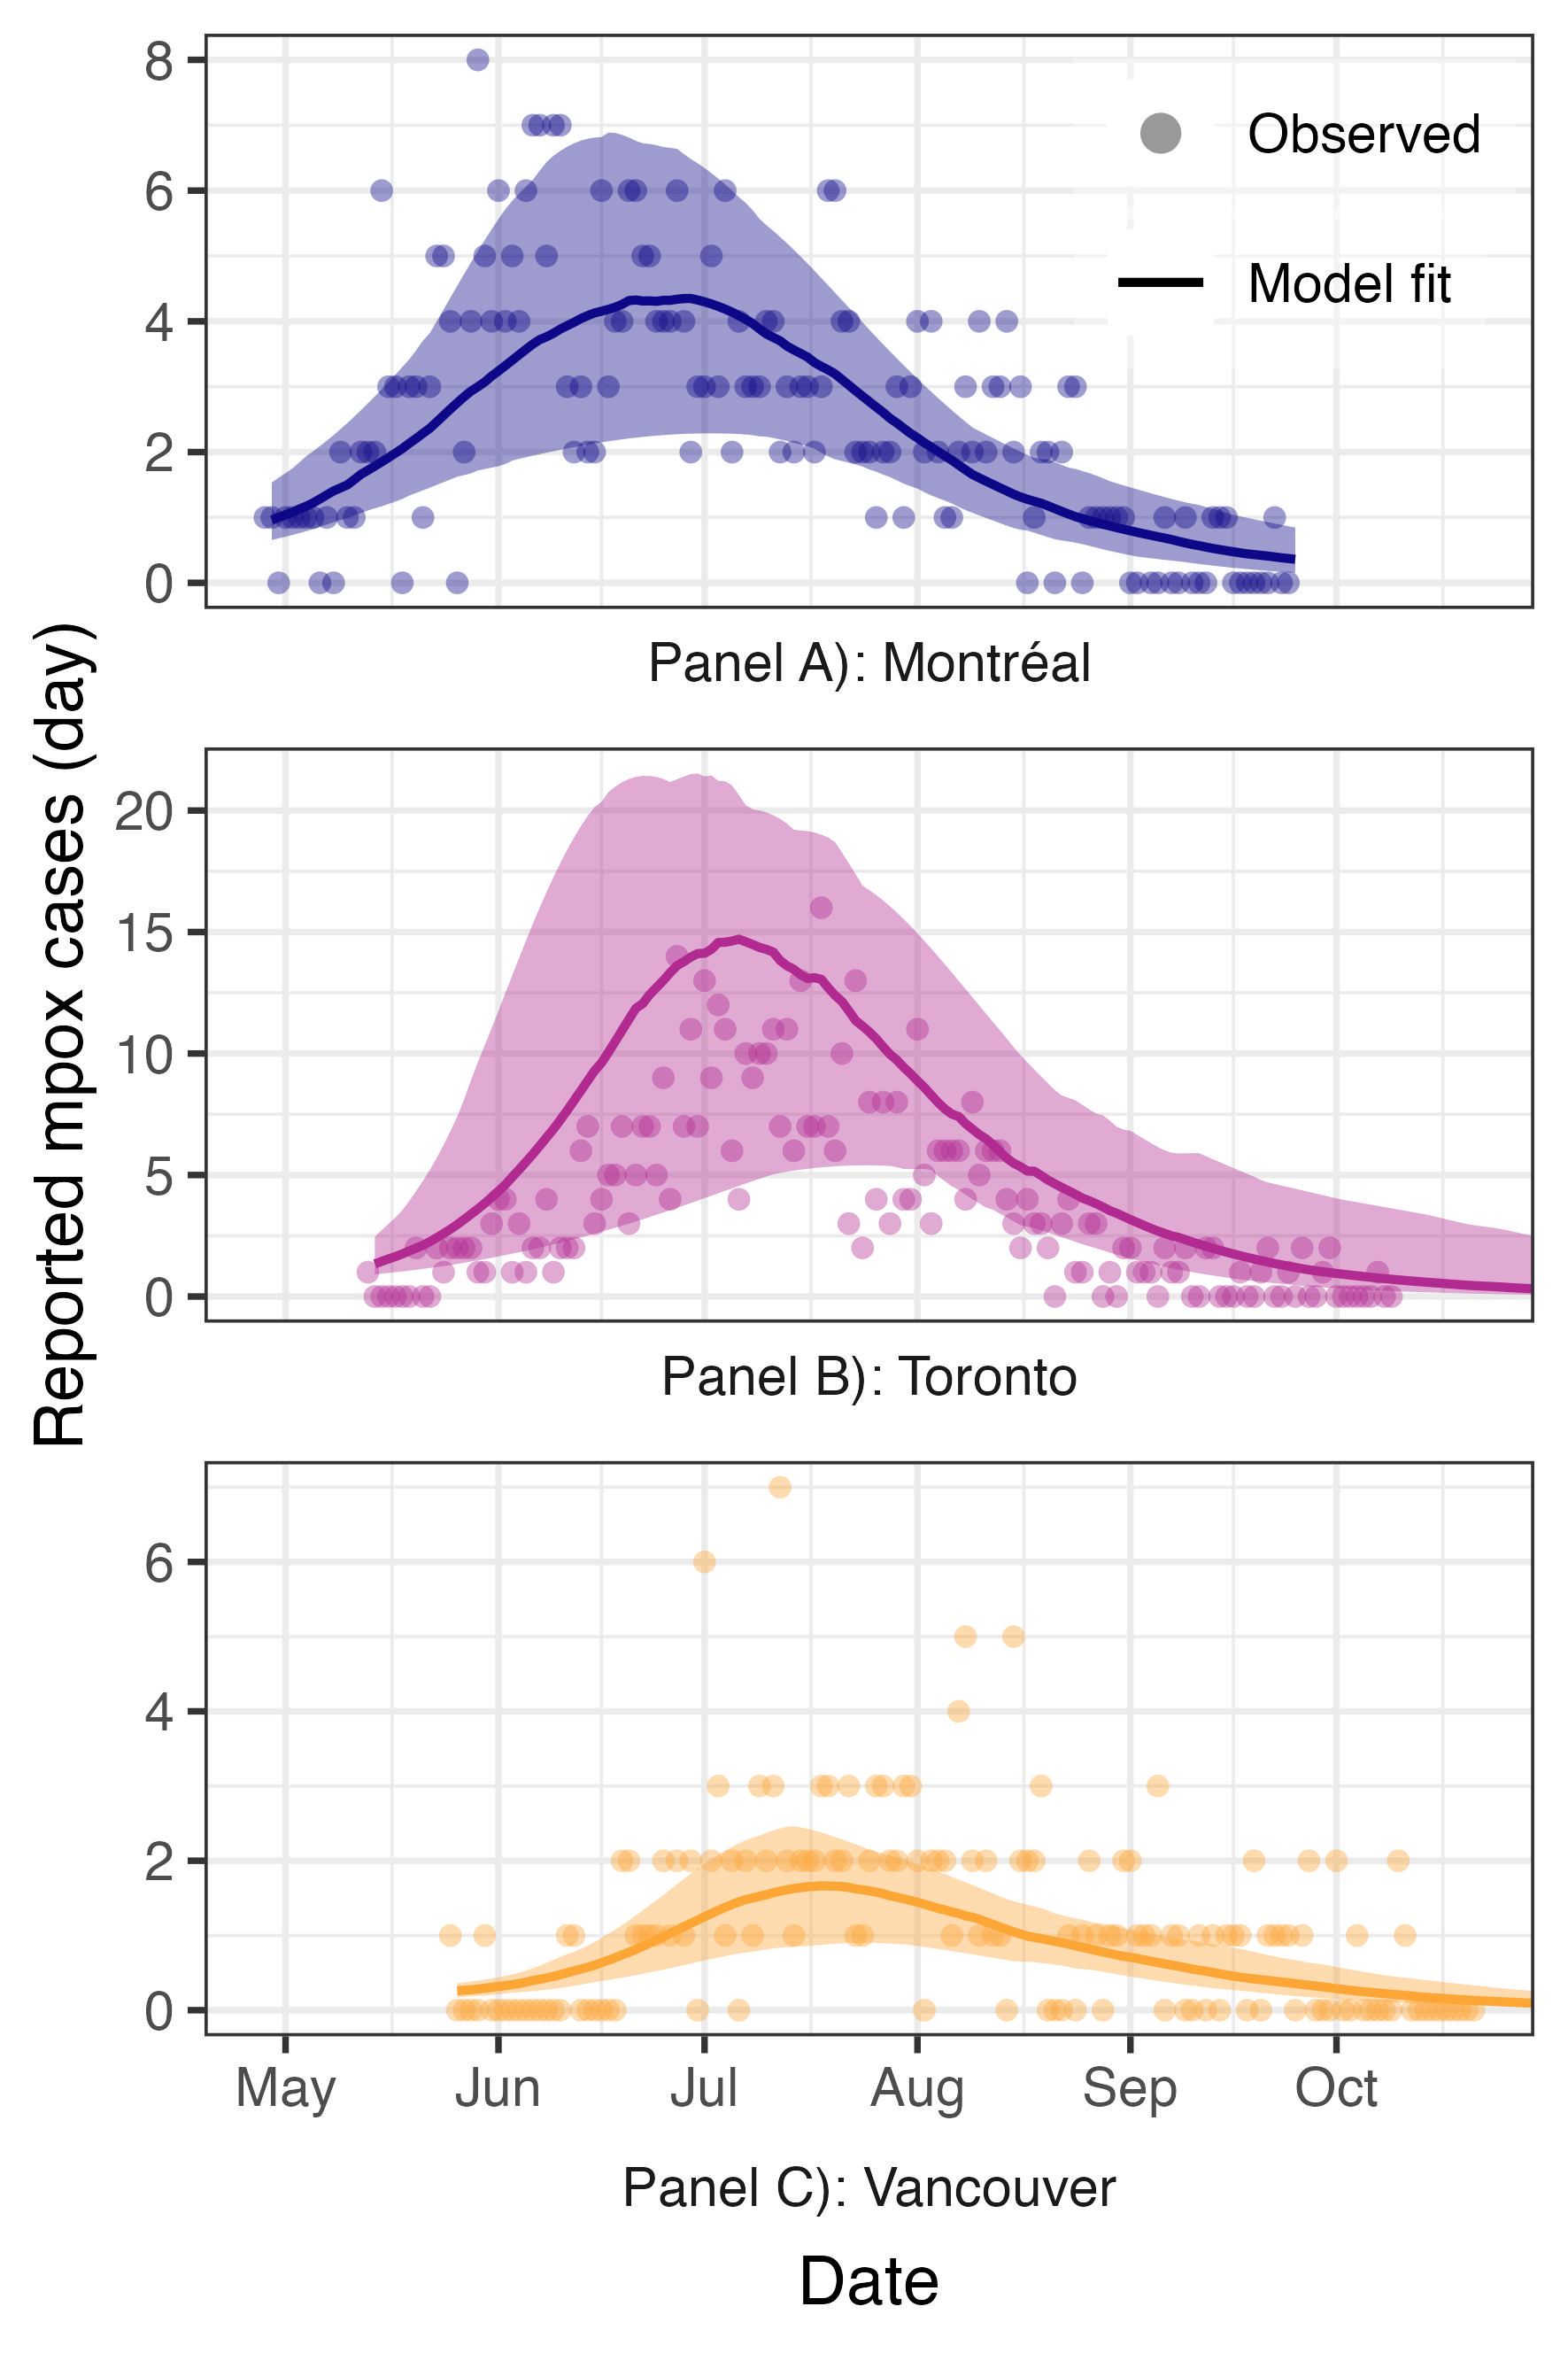 Reported mpox cases (day)
8
6
4
2
0
Observed
Model fit
Panel A): Montréal
20
15
10
5
0
Panel B): Toronto
6
4
2
0
May Jun Jul Aug Sep Oct
Panel C): Vancouver
Date